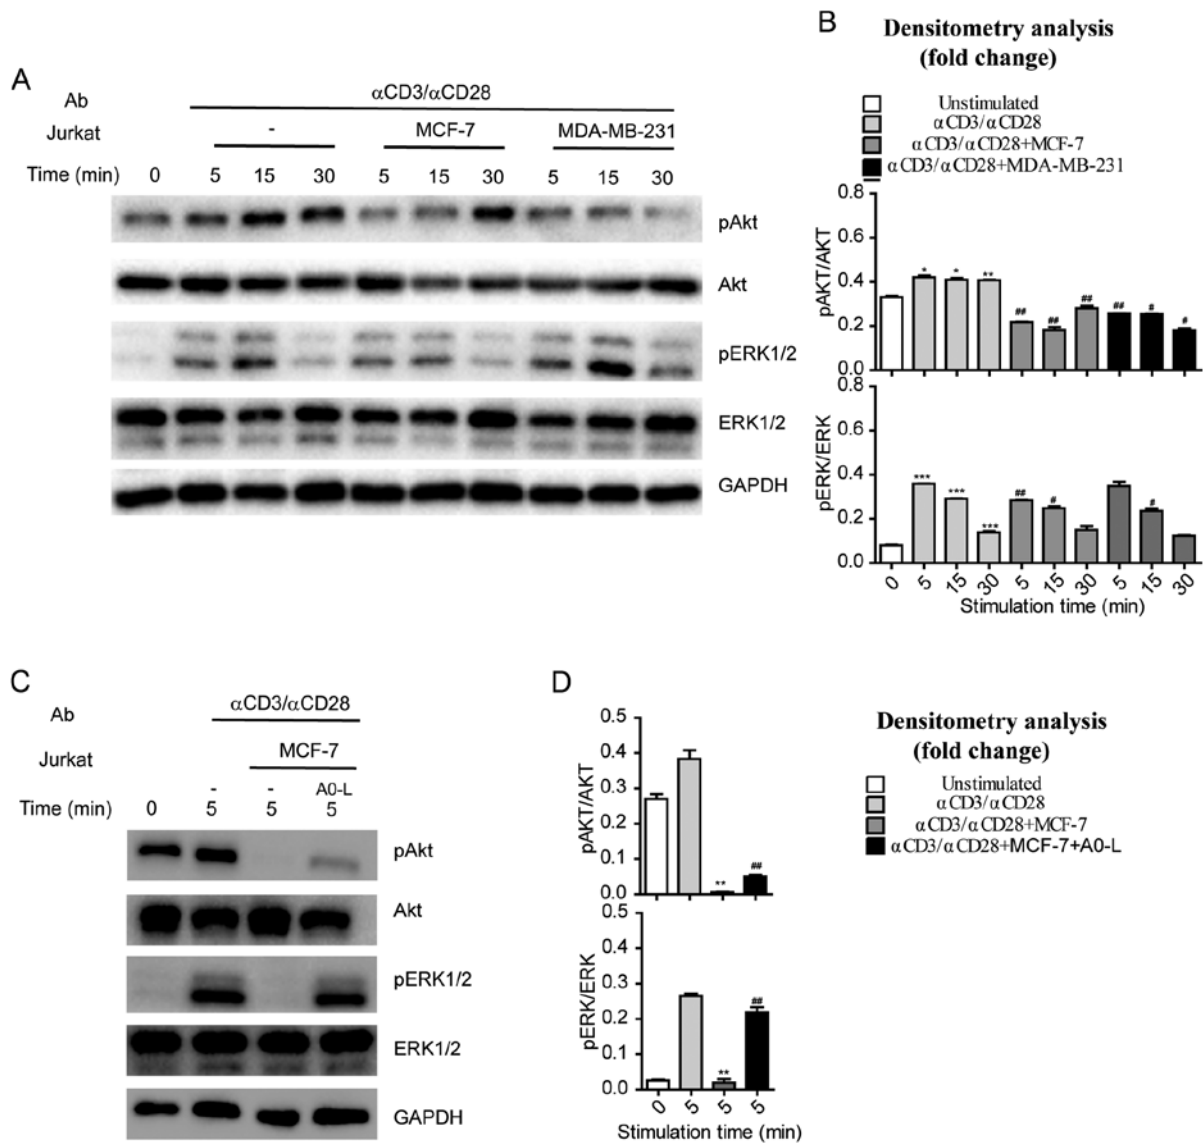 A
Ab
αCD3/αCD28
Jurkat
- MCF-7 MDA-MB-231
Time (min) 0 5 15 30 5 15 30 5 15 30
pAkt
Akt
pERK1/2
ERK1/2
GAPDH
B
Densitometry analysis
(fold change)
Unstimulated
αCD3/αCD28
αCD3/αCD28+MCF-7
αCD3/αCD28+MDA-MB-231
pAKT/AKT
0.8
0.6
0.4
0.2
0.0
* * ** ## ## ## ## # #
pERK/ERK
0.8
0.6
0.4
0.2
0.0
*** *** *** ## # #
0 5 15 30 5 15 30 5 15 30
Stimulation time (min)
C
Ab
αCD3/αCD28
Jurkat
MCF-7
- - A0-L
Time (min) 0 5 5 5
pAkt
Akt
pERK1/2
ERK1/2
GAPDH
D
pAKT/AKT
0.5
0.4
0.3
0.2
0.1
0.0
** ##
pERK/ERK
0.5
0.4
0.3
0.2
0.1
0.0
** ##
0 5 5 5
Stimulation time (min)
Densitometry analysis
(fold change)
Unstimulated
αCD3/αCD28
αCD3/αCD28+MCF-7
αCD3/αCD28+MCF-7+A0-L